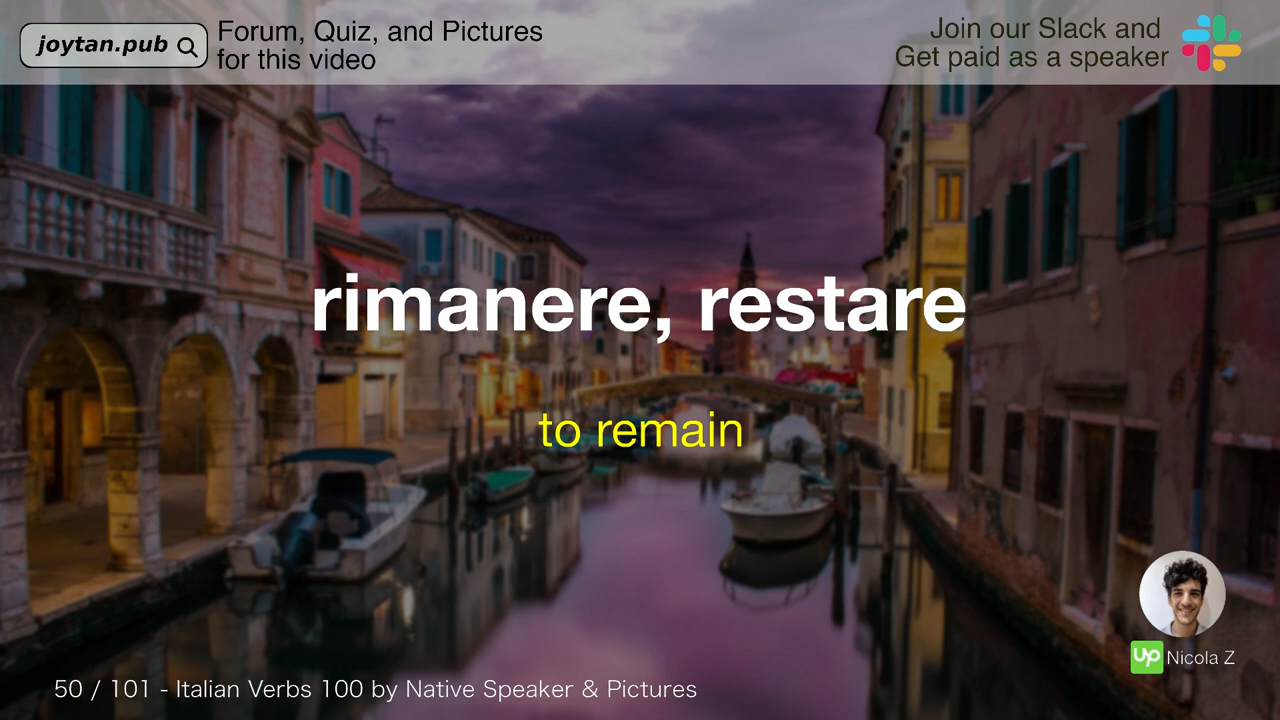 joytan.pub
Forum, Quiz, and Pictures
for this video
Join our Slack and
Get paid as a speaker
rimanere, restare
to remain
Up Nicola Z
50 / 101 - Italian Verbs 100 by Native Speaker & Pictures